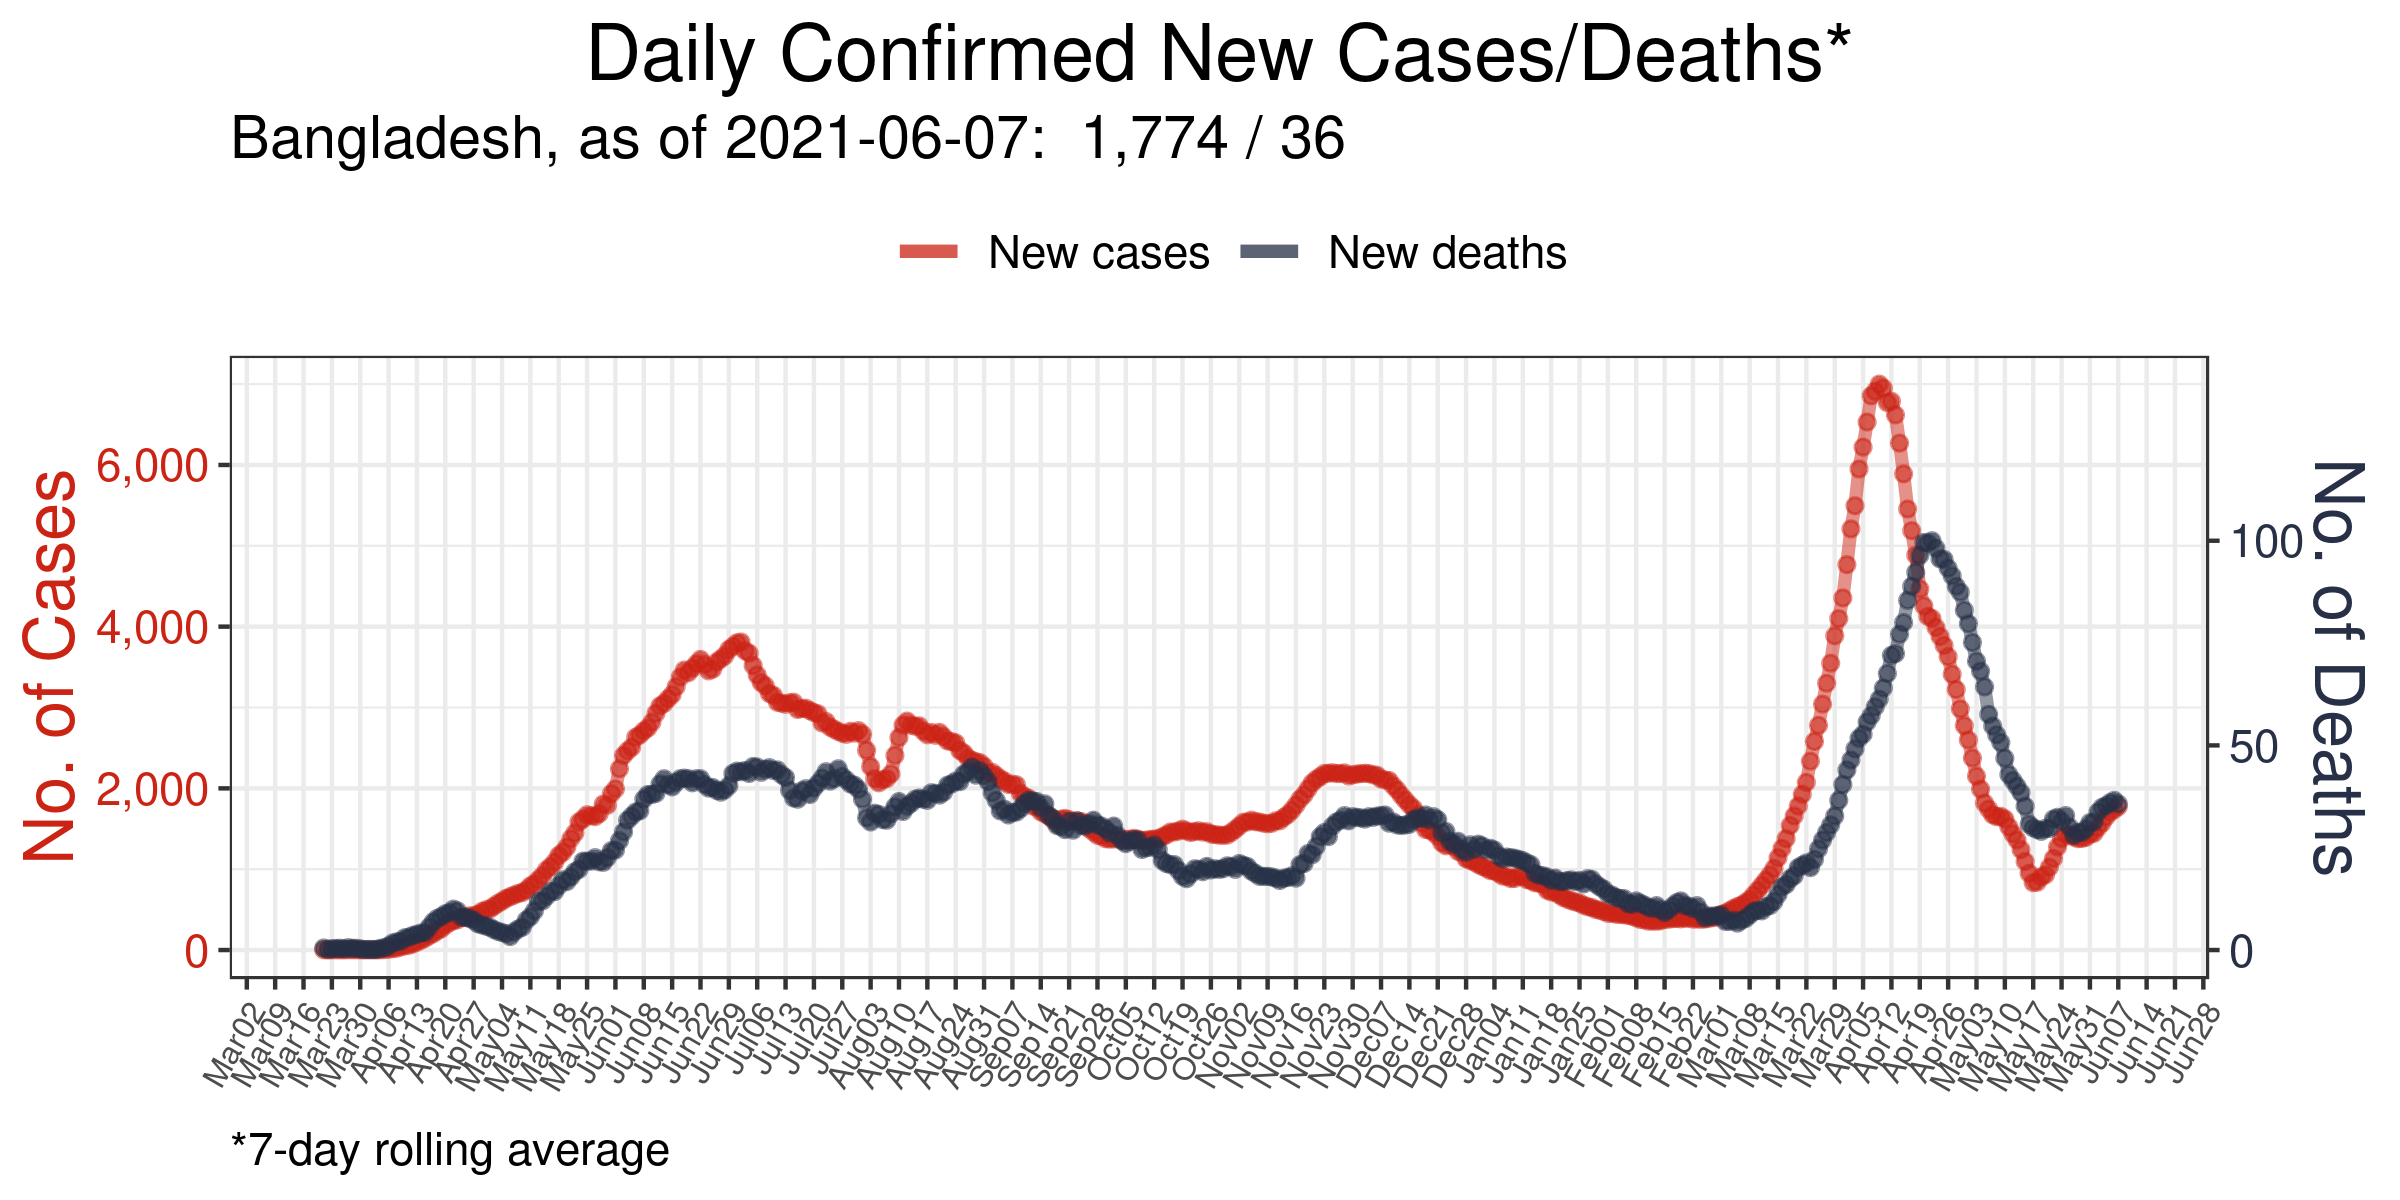 Daily Confirmed New Cases/Deaths*
Bangladesh, as of 2021-06-07: 1,774 / 36
New cases New deaths
No. of Cases
6,000
4,000
2,000
0
100
50
0
No. of Deaths
Mar02 Mar09 Mar16 Mar23 Mar30 Apr06 Apr13 Apr20 Apr27 May04 May11 May18 May25 Jun01 Jun08 Jun15 Jun22 Jun29 Jul06 Jul13 Jul20 Jul27 Aug03 Aug10 Aug17 Aug24 Aug31 Sep07 Sep14 Sep21 Sep28 Oct05 Oct12 Oct19 Oct26 Nov02 Nov09 Nov16 Nov23 Nov30 Dec07 Dec14 Dec21 Dec28 Jan04 Jan11 Jan18 Jan25 Feb01 Feb08 Feb15 Feb22 Mar01 Mar08 Mar15 Mar22 Mar29 Apr05 Apr12 Apr19 Apr26 May03 May10 May17 May24 May31 Jun07 Jun14 Jun21 Jun28
*7-day rolling average